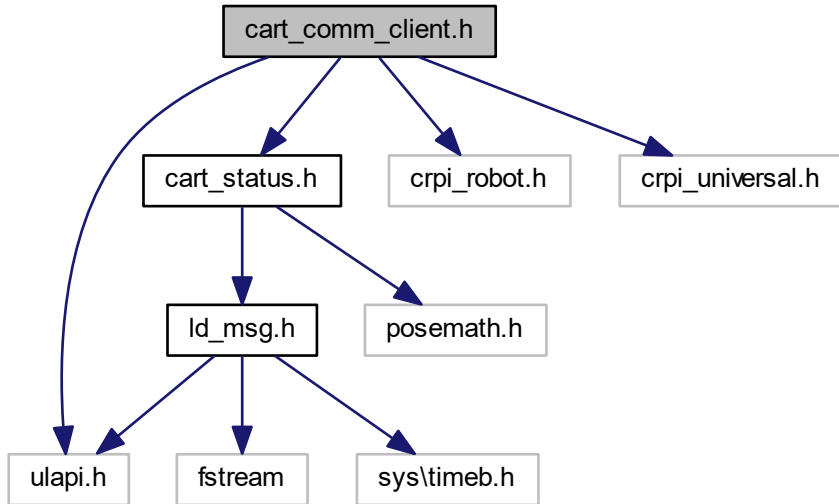 cart_comm_client.h
cart_status.h
crpi_robot.h
crpi_universal.h
ld_msg.h
posemath.h
ulapi.h
fstream
sys\timeb.h